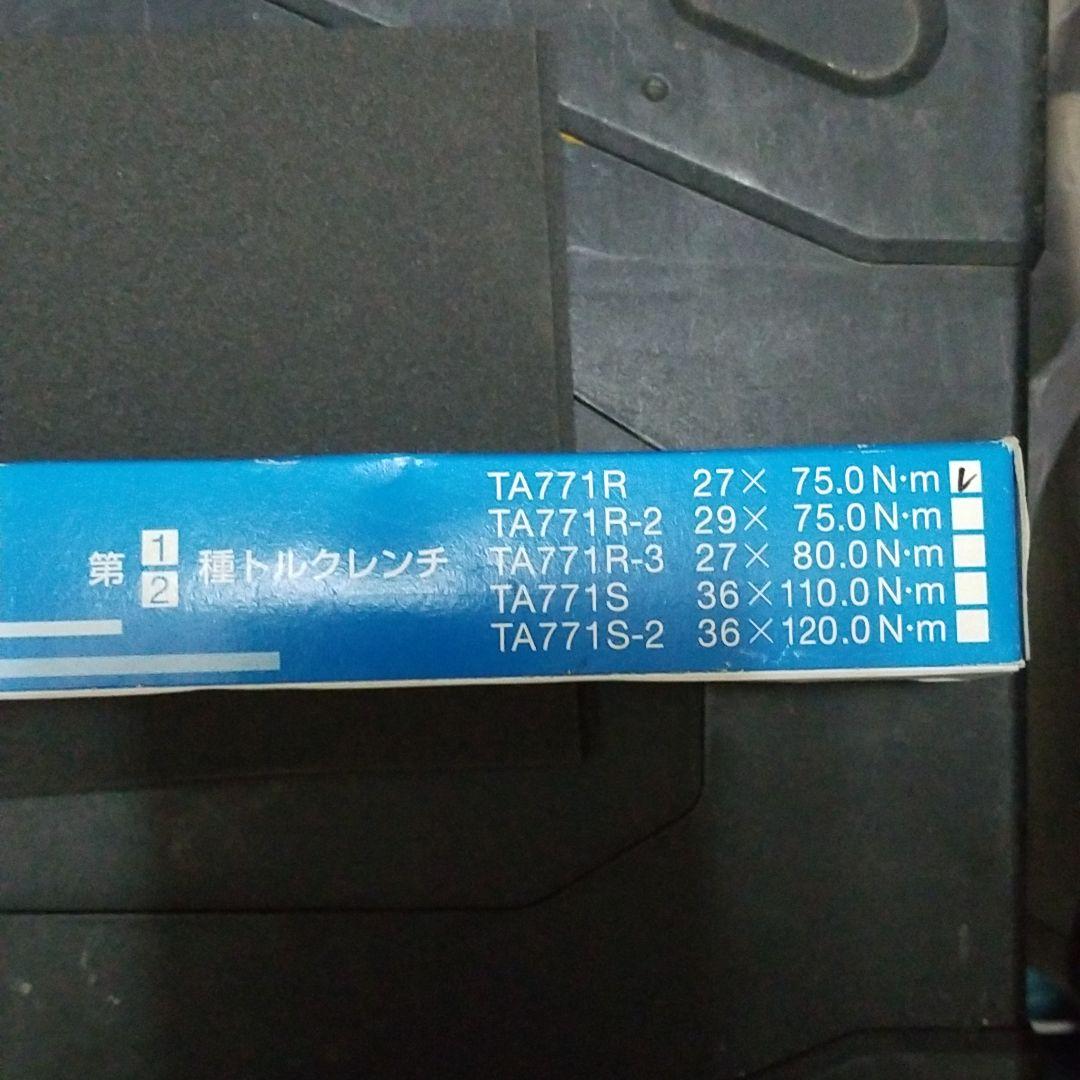 第 1 2 種トルクレンチ
TA771R 27× 75.0N·m
TA771R-2 29× 75.0N·m
TA771R-3 27× 80.0N·m
TA771S 36×110.0N·m
TA771S-2 36×120.0N·m